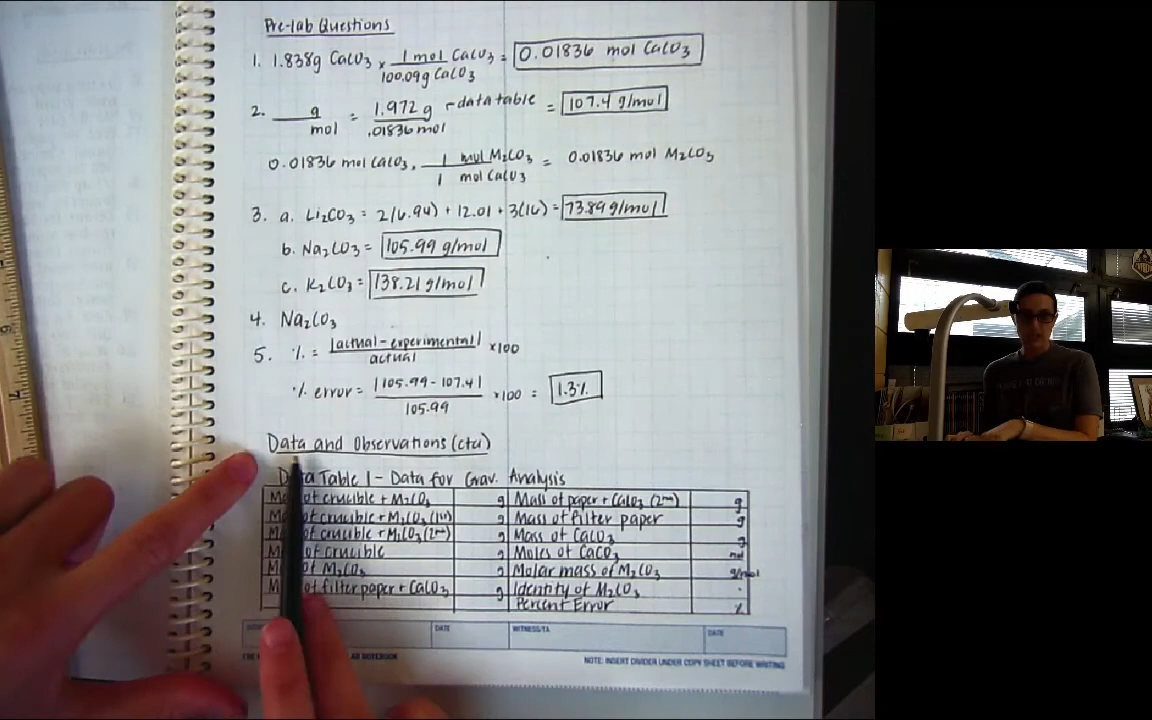 Pre-lab Questions
1. 1.838g CaCO3 x 1 mol CaCO3 / 100.09g CaCO3 = 0.01836 mol CaCO3
2. ___ g / mol = 1.972 g - data table / .01836 mol = 107.4 g/mol
0.01836 mol CaCO3 . 1 mol M2CO3 / 1 mol CaCO3 = 0.01836 mol M2CO3
3. a. Li2CO3 = 2(6.94) + 12.01 + 3(16) = 73.89 g/mol
b. Na2CO3 = 105.99 g/mol
c. K2CO3 = 138.21 g/mol
4. Na2CO3
5. % = |actual - experimental| / actual x100
% error = |105.99 - 107.4| / 105.99 x100 = 1.3%
Data and Observations (cta)
Data Table 1 - Data for Grav. Analysis
of crucible + M2CO3 g Mass of paper + CaCO3 (2nd) g
of crucible + M2CO3 (1st) g Mass of filter paper g
of crucible + M2CO3 (2nd) g Mass of CaCO3 g
of crucible g Moles of CaCO3 mol
of M2CO3 g Molar mass of M2CO3 g/mol
of filter paper + CaCO3 g Identity of M2CO3
Percent Error %
DATE WITNESS/TA DATE
AB NOTEBOOK NOTE: INSERT DIVIDER UNDER COPY SHEET BEFORE WRITING